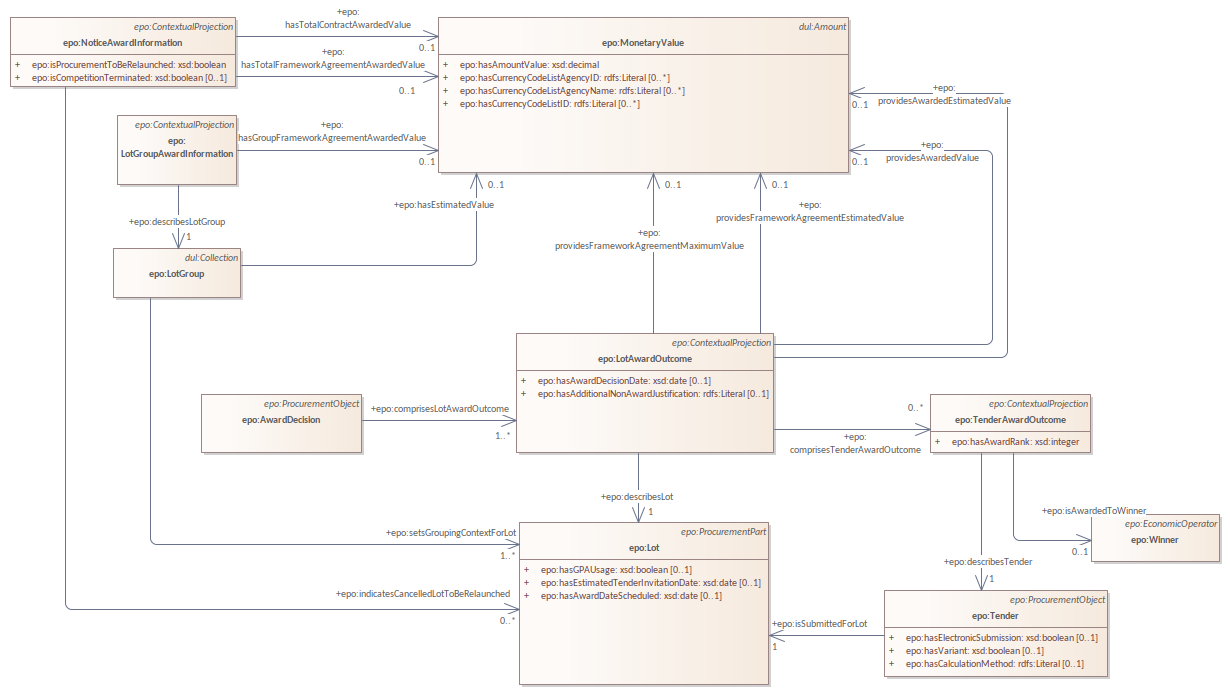 epo:ContextualProjection
epo:NoticeAwardInformation
+ epo:isProcurementToBeRelaunched: xsd:boolean
+ epo:isCompetitionTerminated: xsd:boolean [0..1]
+epo:
hasTotalContractAwardedValue
0..1
+epo:
hasTotalFrameworkAgreementAwardedValue
0..1
dul:Amount
epo:MonetaryValue
+ epo:hasAmountValue: xsd:decimal
+ epo:hasCurrencyCodeListAgencyID: rdfs:Literal [0..*]
+ epo:hasCurrencyCodeListAgencyName: rdfs:Literal [0..*]
+ epo:hasCurrencyCodeListID: rdfs:Literal [0..*]
+epo:
providesAwardedEstimatedValue
0..1
+epo:
providesAwardedValue
0..1
epo:ContextualProjection
epo:
LotGroupAwardInformation
+epo:
hasGroupFrameworkAgreementAwardedValue
0..1
+epo:describesLotGroup
1
0..1
+epo:hasEstimatedValue
0..1
+epo:
providesFrameworkAgreementMaximumValue
0..1
+epo:
providesFrameworkAgreementEstimatedValue
dul:Collection
epo:LotGroup
epo:ContextualProjection
epo:LotAwardOutcome
+ epo:hasAwardDecisionDate: xsd:date [0..1]
+ epo:hasAdditionalNonAwardJustification: rdfs:Literal [0..1]
epo:ProcurementObject
epo:AwardDecision
+epo:comprisesLotAwardOutcome
1..*
0..*
+epo:
comprisesTenderAwardOutcome
epo:ContextualProjection
epo:TenderAwardOutcome
+ epo:hasAwardRank: xsd:integer
+epo:describesLot
1
+epo:isAwardedToWinner
0..1
epo:EconomicOperator
epo:Winner
+epo:setsGroupingContextForLot
1..*
epo:ProcurementPart
epo:Lot
+ epo:hasGPAUsage: xsd:boolean [0..1]
+ epo:hasEstimatedTenderInvitationDate: xsd:date [0..1]
+ epo:hasAwardDateScheduled: xsd:date [0..1]
+epo:describesTender
1
+epo:indicatesCancelledLotToBeRelaunched
0..*
+epo:isSubmittedForLot
1
epo:ProcurementObject
epo:Tender
+ epo:hasElectronicSubmission: xsd:boolean [0..1]
+ epo:hasVariant: xsd:boolean [0..1]
+ epo:hasCalculationMethod: rdfs:Literal [0..1]